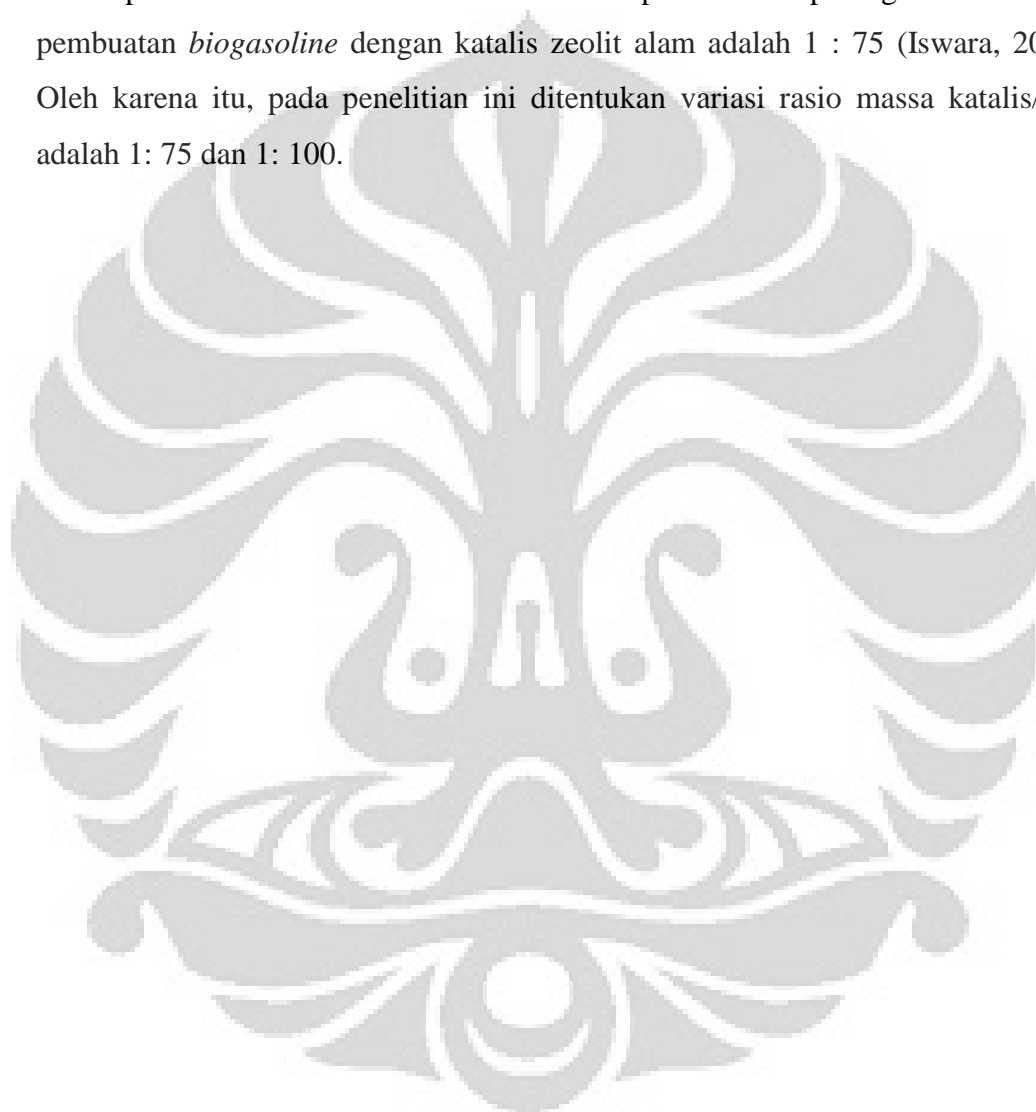 pembuatan biogasoline dengan katalis zeolit alam adalah 1 : 75 (Iswara, 20
Oleh karena itu, pada penelitian ini ditentukan variasi rasio massa katalis/
adalah 1: 75 dan 1: 100.